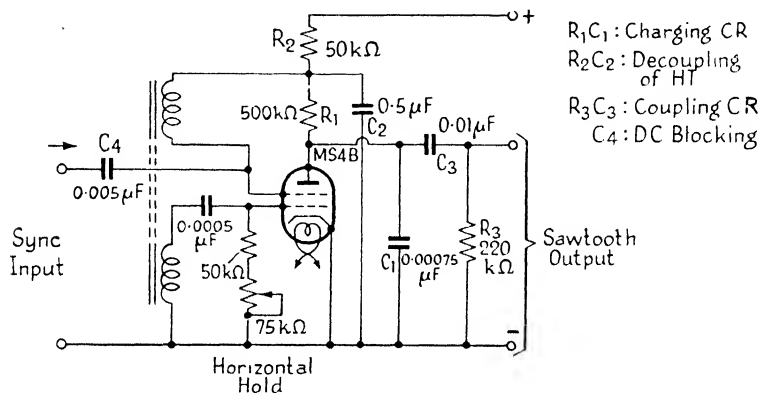 +
R₂
50kΩ
R₁C₁: Charging CR
R₂C₂: Decoupling
of HT
R₃C₃: Coupling CR
C4: DC Blocking
500kΩ
R₁
0·5µF
C₂
0·01µF
C₃
MS4B
C₄
0·005µF
0·0005
µF
Sync
Input
50kΩ
75kΩ
Horizontal
Hold
C₁
0·00075
µF
R₃
220
kΩ
Sawtooth
Output
−